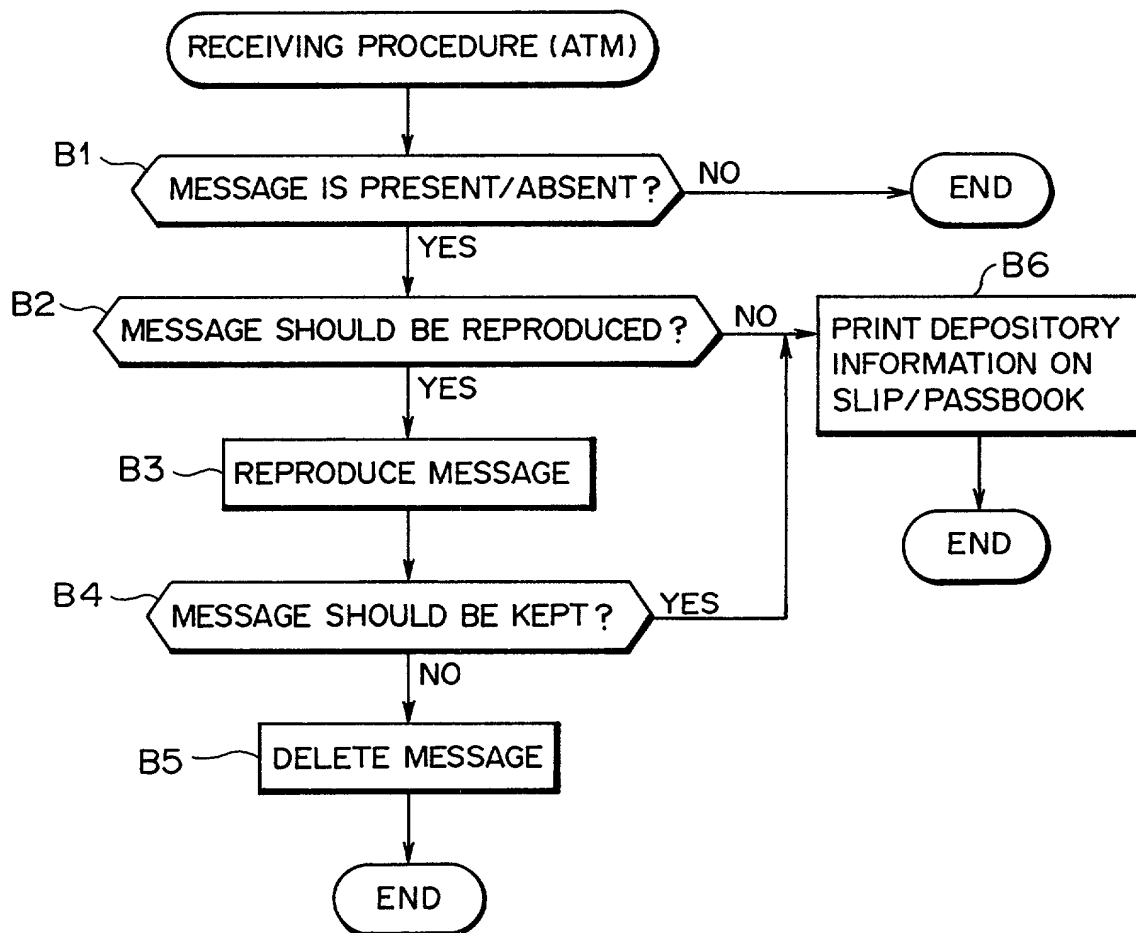 RECEIVING PROCEDURE (ATM)
B1
MESSAGE IS PRESENT/ABSENT?
NO
END
YES
B2
MESSAGE SHOULD BE REPRODUCED?
NO
B6
PRINT DEPOSITORY
INFORMATION ON
SLIP/PASSBOOK
YES
B3
REPRODUCE MESSAGE
END
B4
MESSAGE SHOULD BE KEPT?
YES
NO
B5
DELETE MESSAGE
END